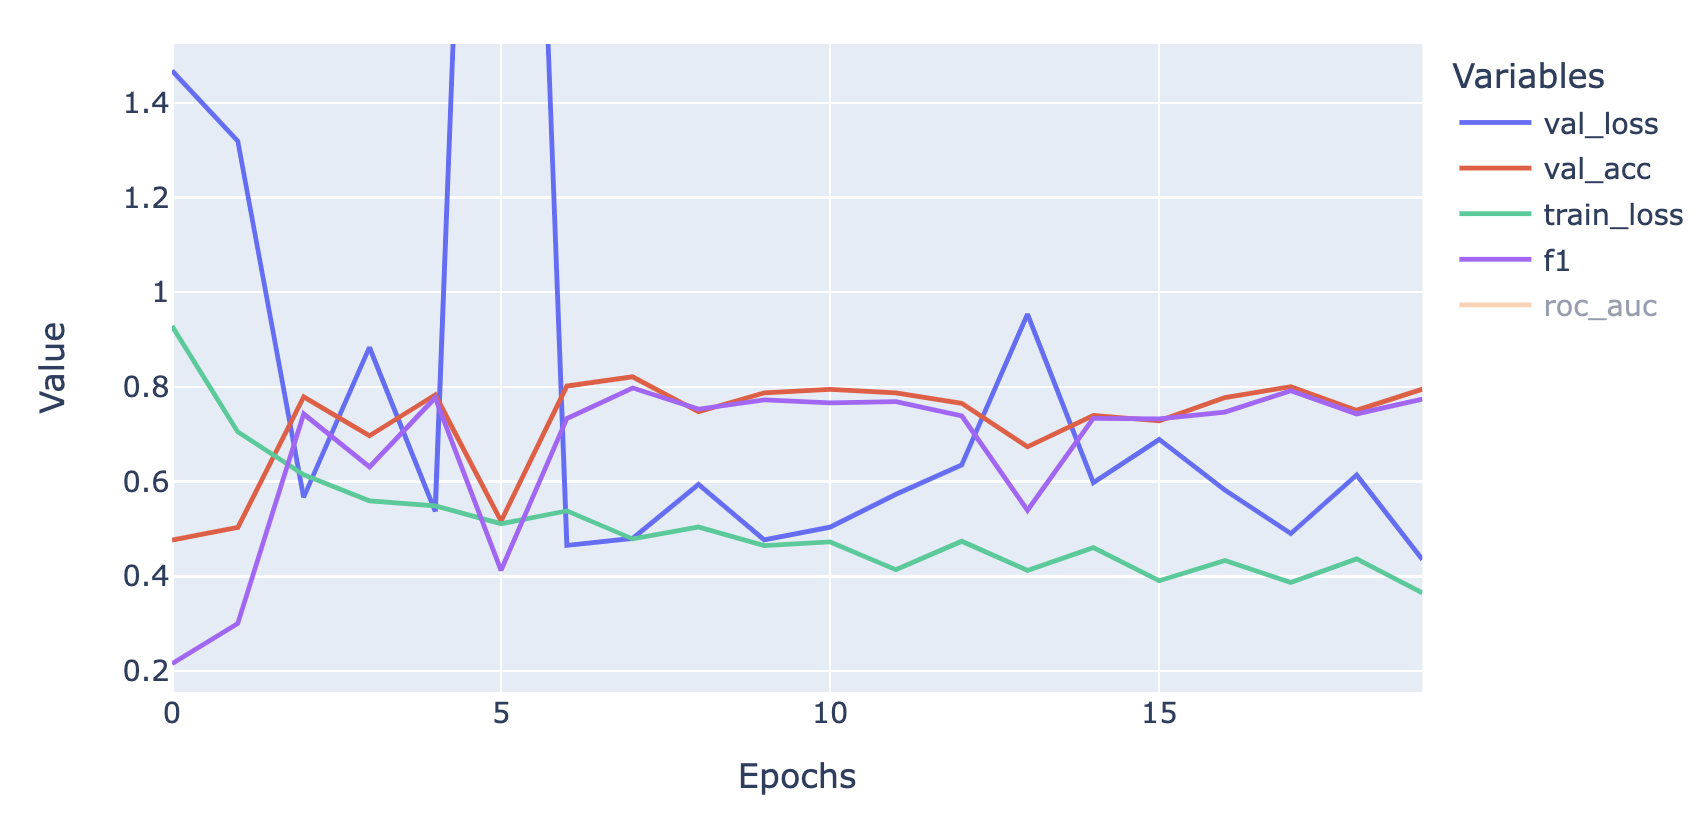 1.4
1.2
1
0.8
0.6
0.4
0.2
Value
0 5 10 15
Epochs
Variables
val_loss
val_acc
train_loss
f1
roc_auc